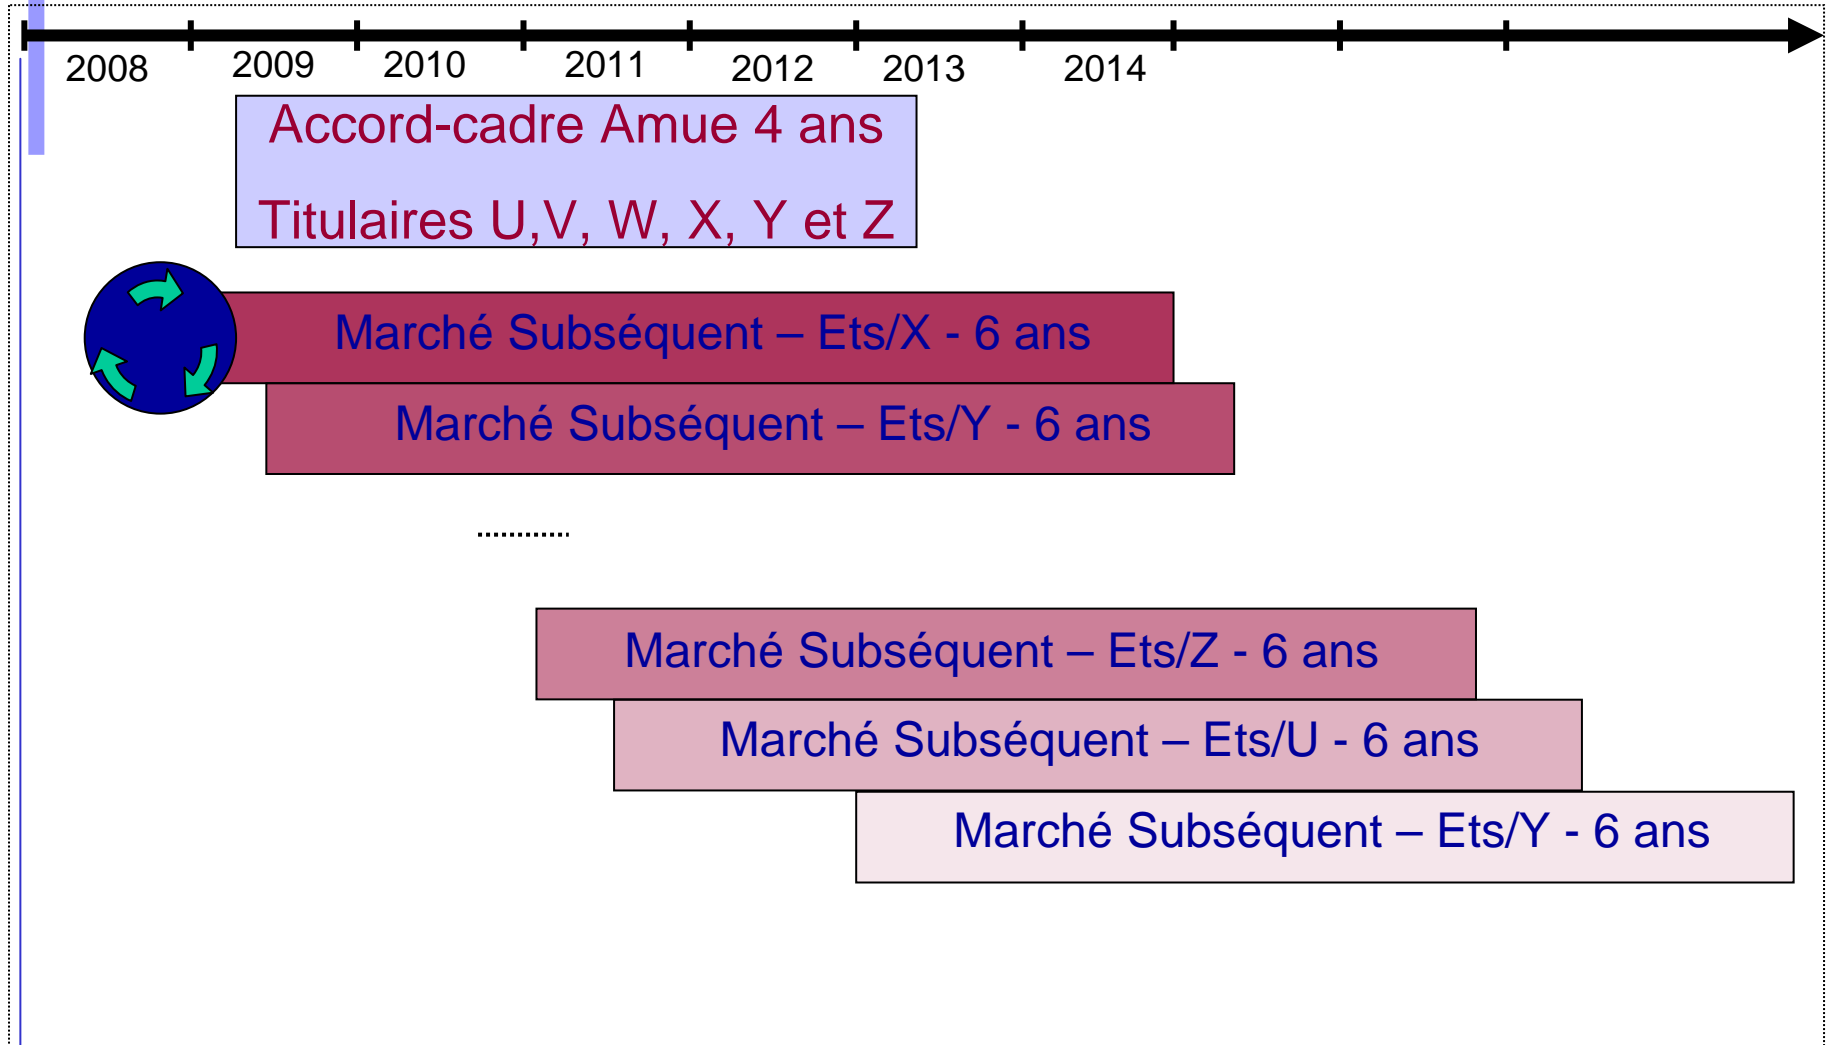 2008 2009 2010 2011 2012 2013 2014
Accord-cadre Amue 4 ans
Titulaires U,V, W, X, Y et Z
Marché Subséquent – Ets/X - 6 ans
Marché Subséquent – Ets/Y - 6 ans
...........
Marché Subséquent – Ets/Z - 6 ans
Marché Subséquent – Ets/U - 6 ans
Marché Subséquent – Ets/Y - 6 ans